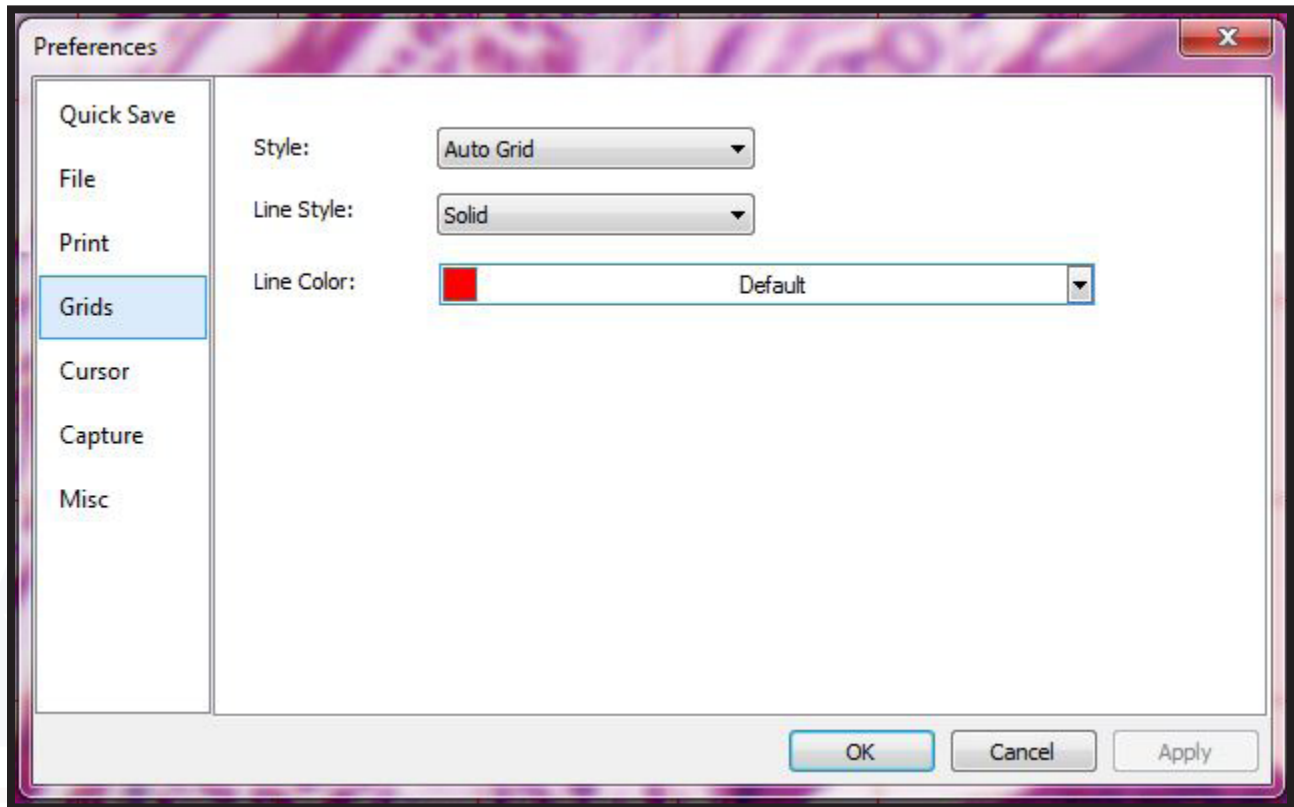 Preferences
Quick Save
File
Print
Grids
Cursor
Capture
Misc
Style: Auto Grid
Line Style: Solid
Line Color: Default
OK Cancel Apply